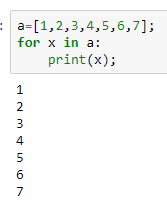 :
a=[1,2,3,4,5,6,7];
for x in a:
    print(x);
1
2
3
4
5
6
7